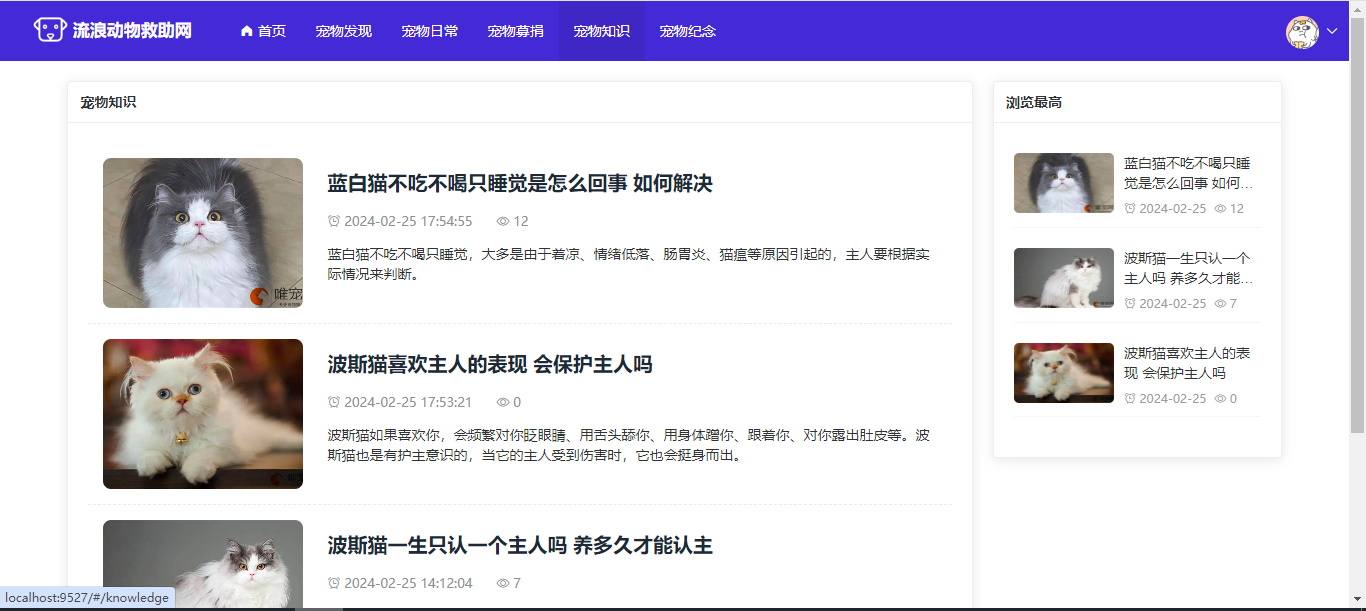 流浪动物救助网
首页
宠物发现
宠物日常
宠物募捐
宠物知识
宠物纪念
宠物知识
唯宠
蓝白猫不吃不喝只睡觉是怎么回事 如何解决
2024-02-25 17:54:55 12
蓝白猫不吃不喝只睡觉，大多是由于着凉、情绪低落、肠胃炎、猫瘟等原因引起的，主人要根据实
际情况来判断。
波斯猫喜欢主人的表现 会保护主人吗
2024-02-25 17:53:21 0
波斯猫如果喜欢你，会频繁对你眨眼睛、用舌头舔你、用身体蹭你、跟着你、对你露出肚皮等。波
斯猫也是有护主意识的，当它的主人受到伤害时，它也会挺身而出。
波斯猫一生只认一个主人吗 养多久才能认主
2024-02-25 14:12:04 7
浏览最高
蓝白猫不吃不喝只睡
觉是怎么回事 如何...
2024-02-25 12
波斯猫一生只认一个
主人吗 养多久才能...
2024-02-25 7
波斯猫喜欢主人的表
现 会保护主人吗
2024-02-25 0
localhost:9527/#/knowledge